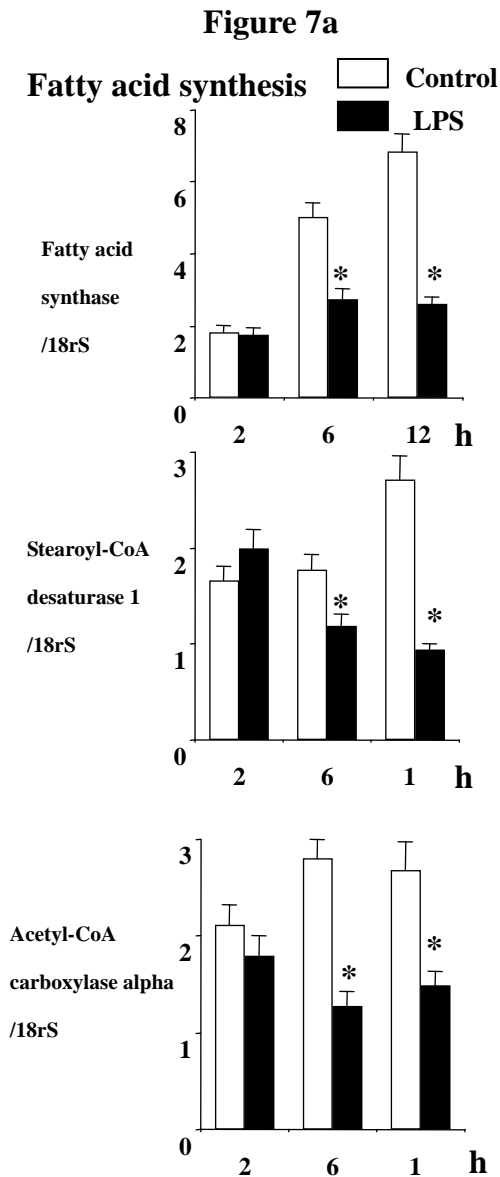 Figure 7a
Fatty acid synthesis
Control
LPS
8
6
4
2
0
Fatty acid
synthase
/18rS
*
*
2 6 12 h
3
2
1
0
Stearoyl-CoA
desaturase 1
/18rS
*
*
2 6 1 h
3
2
1
0
Acetyl-CoA
carboxylase alpha
/18rS
*
*
2 6 1 h